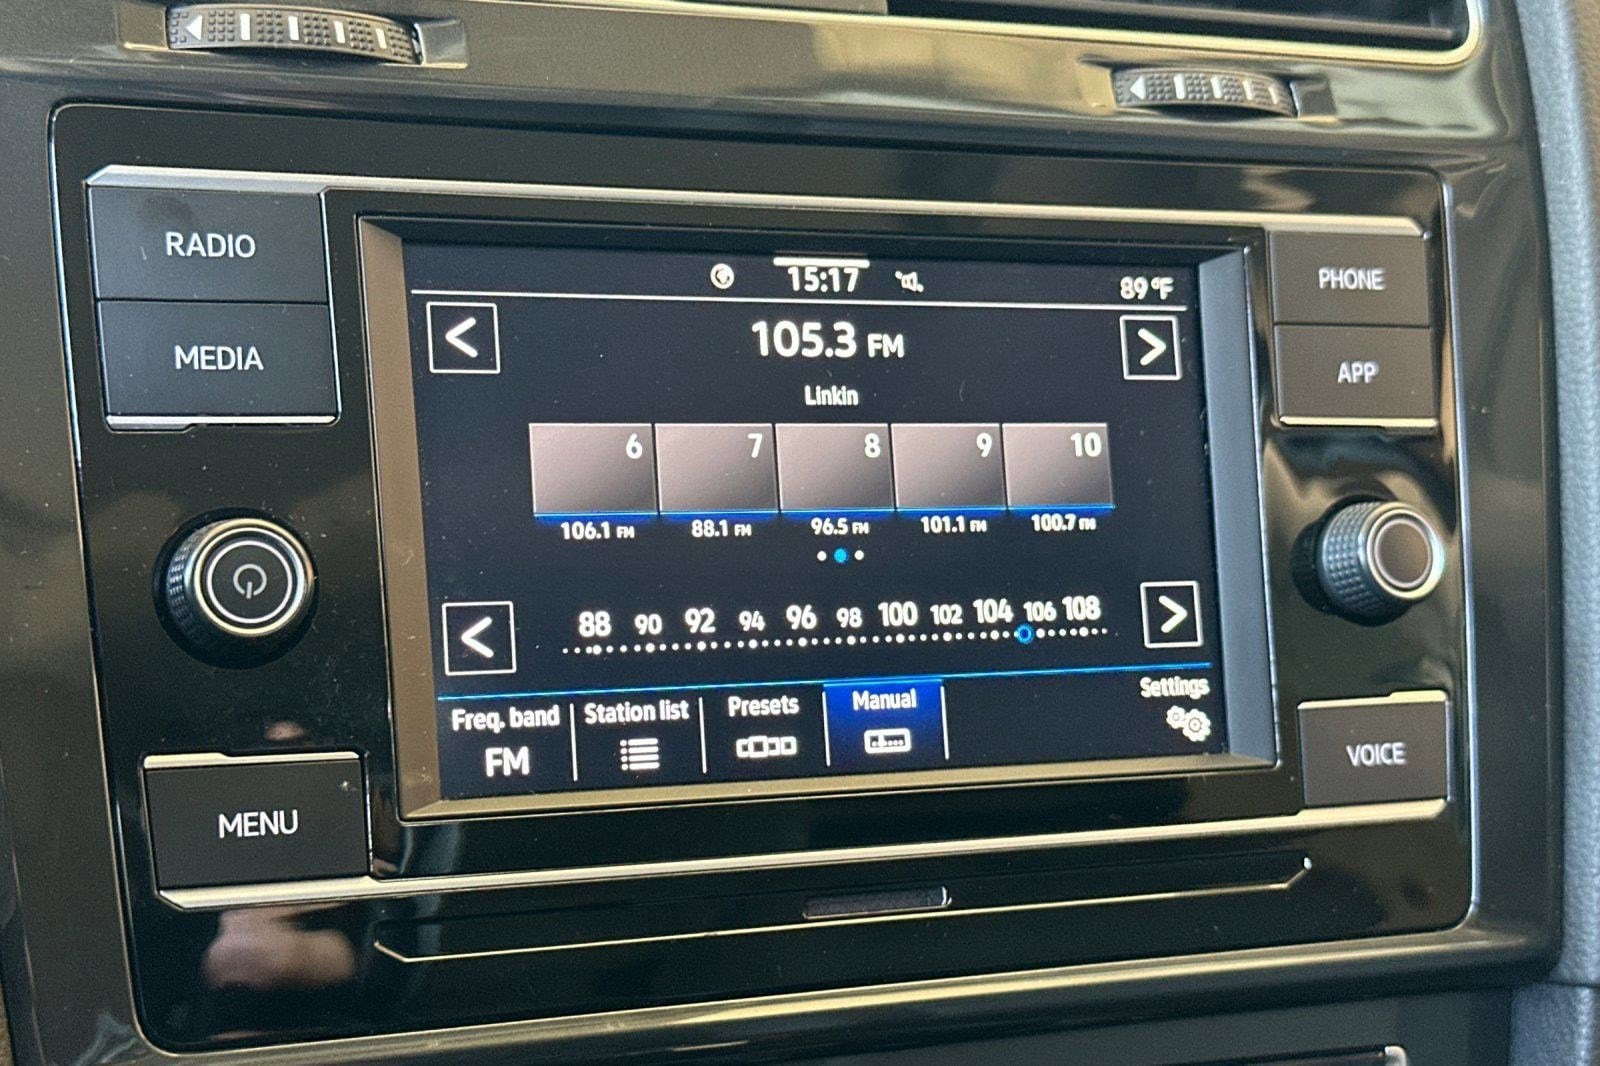 RADIO
MEDIA
MENU
15:17
89°F
<
105.3 FM
>
Linkin
6 7 8 9 10
106.1 FM 88.1 FM 96.5 FM 101.1 FM 100.7 FM
<
88 90 92 94 96 98 100 102 104 106 108
>
Freq. band
FM
Station list
Presets
Manual
Settings
PHONE
APP
VOICE